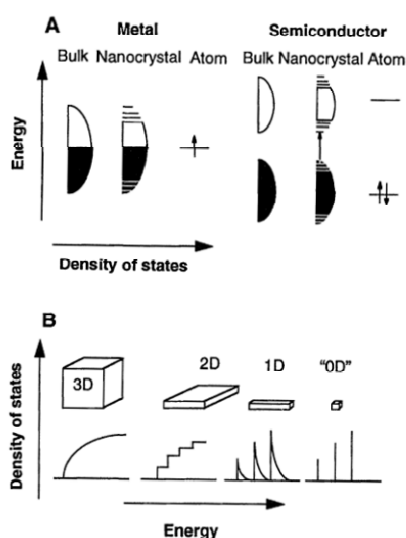 A
Metal
Semiconductor
Bulk Nanocrystal Atom
Bulk Nanocrystal Atom
Energy
Density of states
B
Density of states
3D
2D
1D
"0D"
Energy